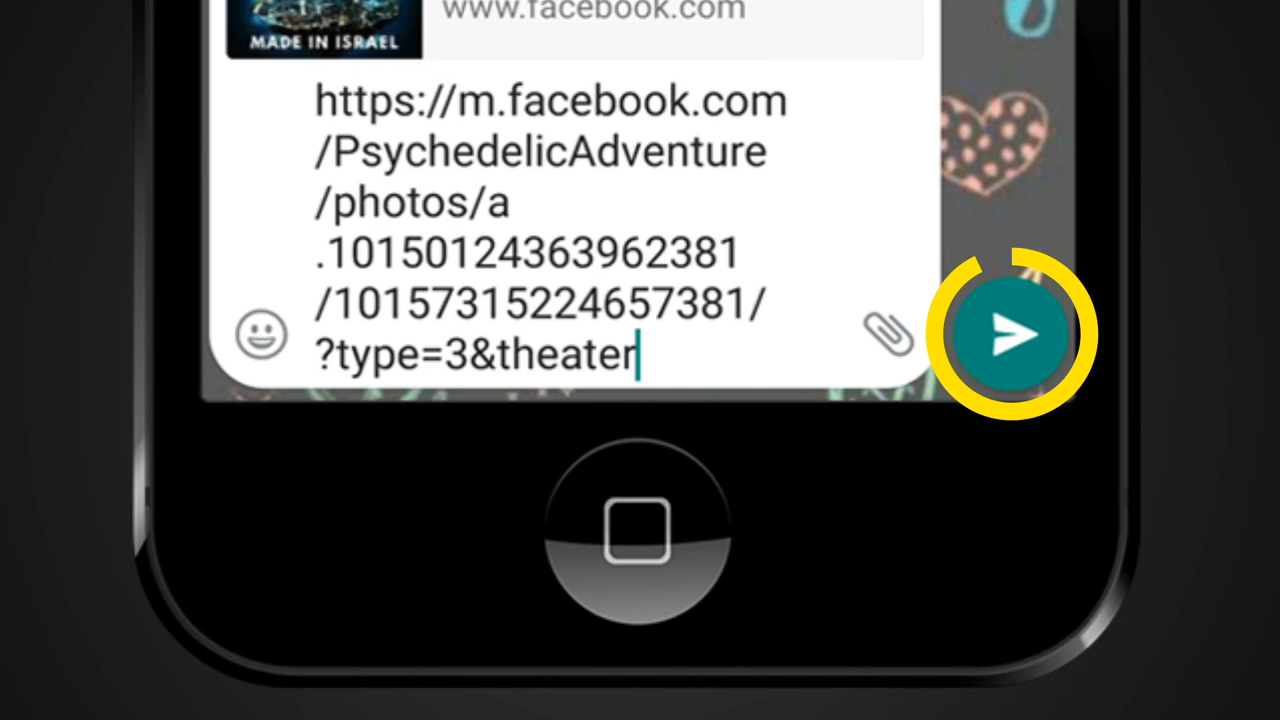 www.facebook.com
MADE IN ISRAEL
https://m.facebook.com
/PsychedelicAdventure
/photos/a
.10150124363962381
/10157315224657381/
?type=3&theater